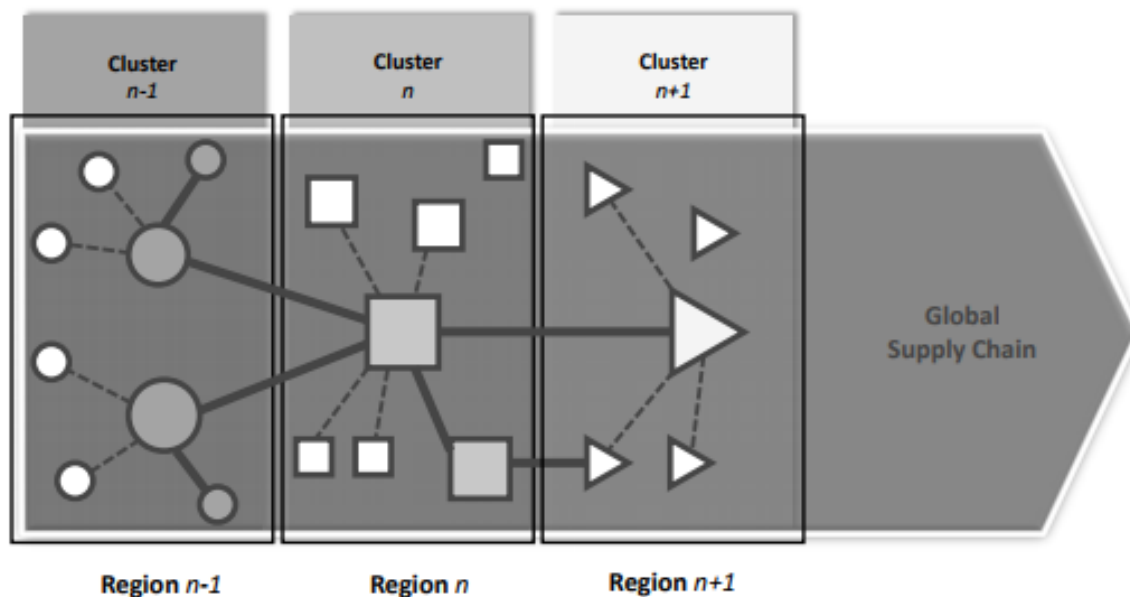 Cluster
n-1
Cluster
n
Cluster
n+1
Global
Supply Chain
Region n-1
Region n
Region n+1